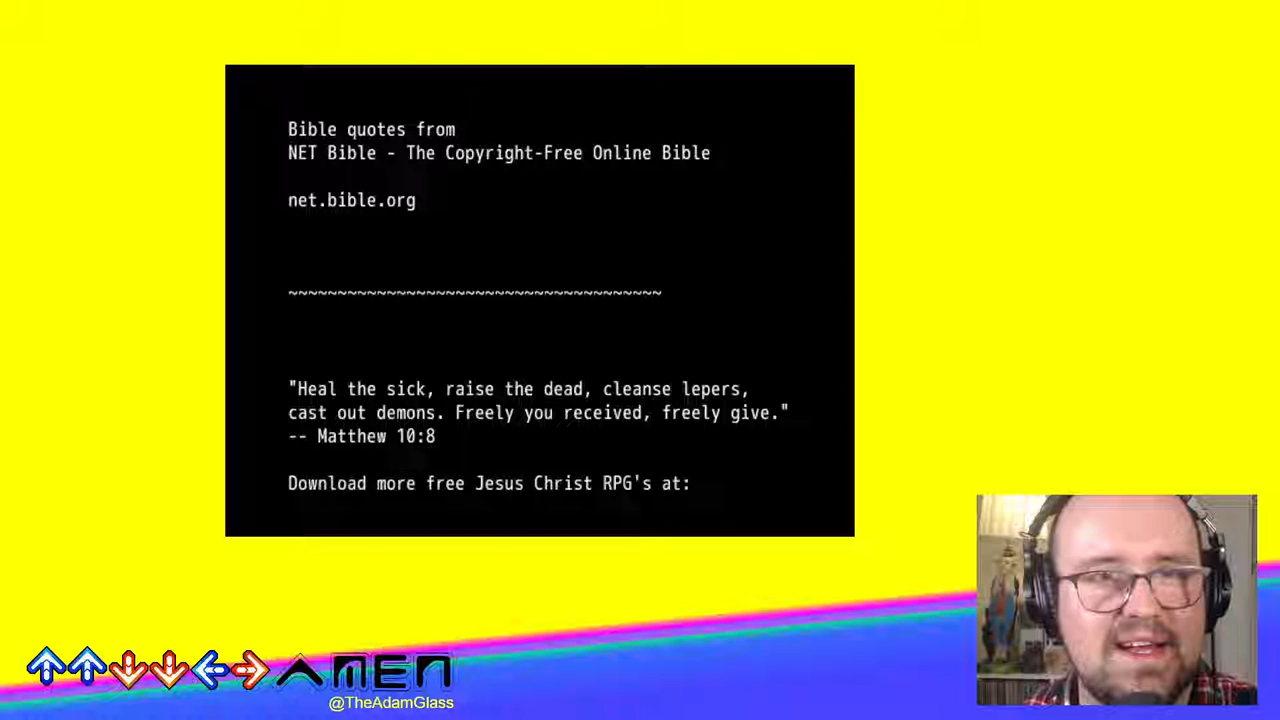 Bible quotes from
NET Bible - The Copyright-Free Online Bible
net.bible.org
~~~~~~~~~~~~~~~~~~~~~~~~~~~~~~~~~~~~~~
"Heal the sick, raise the dead, cleanse lepers,
cast out demons. Freely you received, freely give."
-- Matthew 10:8
Download more free Jesus Christ RPG's at:
AMEN
@TheAdamGlass